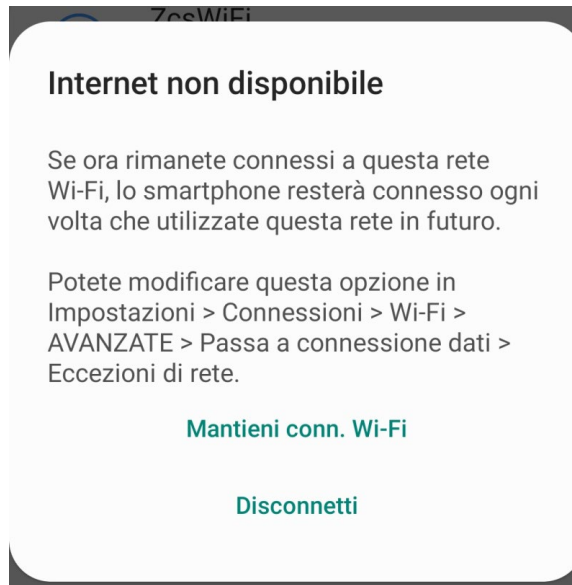 ZcsWiFi
Internet non disponibile
Se ora rimanete connessi a questa rete
Wi-Fi, lo smartphone resterà connesso ogni
volta che utilizzate questa rete in futuro.
Potete modificare questa opzione in
Impostazioni > Connessioni > Wi-Fi >
AVANZATE > Passa a connessione dati >
Eccezioni di rete.
Mantieni conn. Wi-Fi
Disconnetti